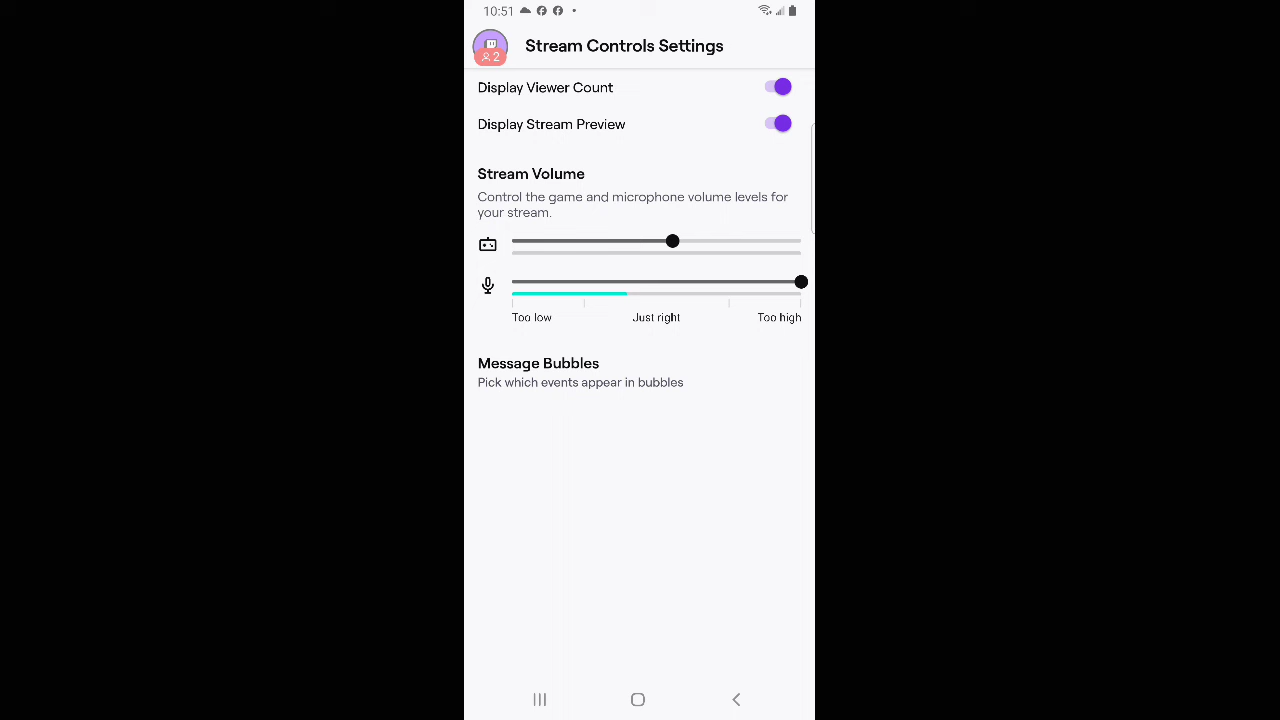 10:51
2
Stream Controls Settings
Display Viewer Count
Display Stream Preview
Stream Volume
Control the game and microphone volume levels for
your stream.
Too low Just right Too high
Message Bubbles
Pick which events appear in bubbles